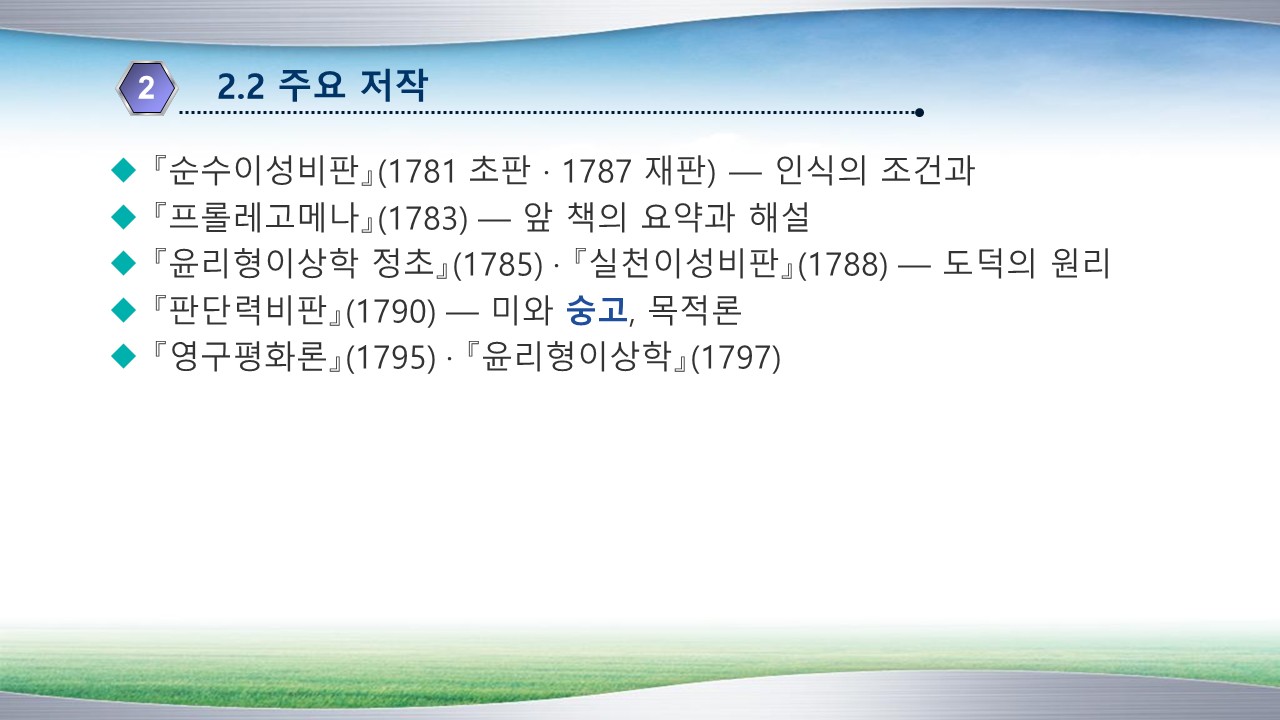 2
2.2 주요 저작
『순수이성비판』(1781 초판 · 1787 재판) — 인식의 조건과
『프롤레고메나』(1783) — 앞 책의 요약과 해설
『윤리형이상학 정초』(1785) · 『실천이성비판』(1788) — 도덕의 원리
『판단력비판』(1790) — 미와 숭고, 목적론
『영구평화론』(1795) · 『윤리형이상학』(1797)